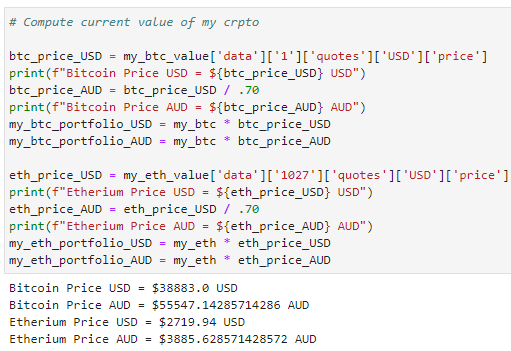 # Compute current value of my crpto
btc_price_USD = my_btc_value['data']['1']['quotes']['USD']['price']
print(f"Bitcoin Price USD = ${btc_price_USD} USD")
btc_price_AUD = btc_price_USD / .70
print(f"Bitcoin Price AUD = ${btc_price_AUD} AUD")
my_btc_portfolio_USD = my_btc * btc_price_USD
my_btc_portfolio_AUD = my_btc * btc_price_AUD
eth_price_USD = my_eth_value['data']['1027']['quotes']['USD']['price']
print(f"Etherium Price USD = ${eth_price_USD} USD")
eth_price_AUD = eth_price_USD / .70
print(f"Etherium Price AUD = ${eth_price_AUD} AUD")
my_eth_portfolio_USD = my_eth * eth_price_USD
my_eth_portfolio_AUD = my_eth * eth_price_AUD
Bitcoin Price USD = $38883.0 USD
Bitcoin Price AUD = $55547.14285714286 AUD
Etherium Price USD = $2719.94 USD
Etherium Price AUD = $3885.628571428572 AUD